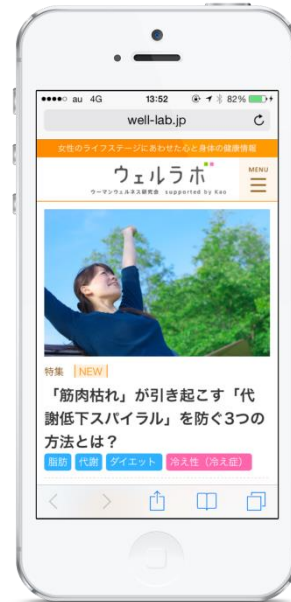 au 4G 13:52 82%
well-lab.jp
女性のライフステージにあわせた心と身体の健康情報
ウェルラボ
ウーマンウェルネス研究会 supported by Kao
MENU
特集 NEW
「筋肉枯れ」が引き起こす「代
謝低下スパイラル」を防ぐ3つの
方法とは？
脂肪 代謝 ダイエット 冷え性（冷え症）